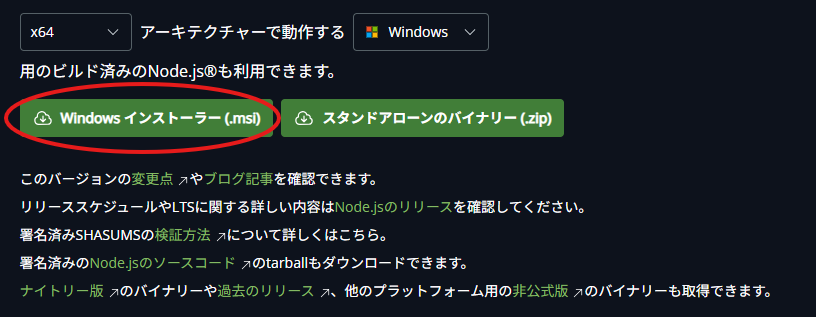 x64 アーキテクチャーで動作する Windows
用のビルド済みのNode.js®も利用できます。
Windows インストーラー (.msi) スタンドアローンのバイナリー (.zip)
このバージョンの変更点 ↗やブログ記事を確認できます。
リリーススケジュールやLTSに関する詳しい内容はNode.jsのリリースを確認してください。
署名済みSHASUMSの検証方法 ↗について詳しくはこちら。
署名済みのNode.jsのソースコード ↗のtarballもダウンロードできます。
ナイトリー版 ↗のバイナリーや過去のリリース ↗、他のプラットフォーム用の非公式版 ↗のバイナリーも取得できます。